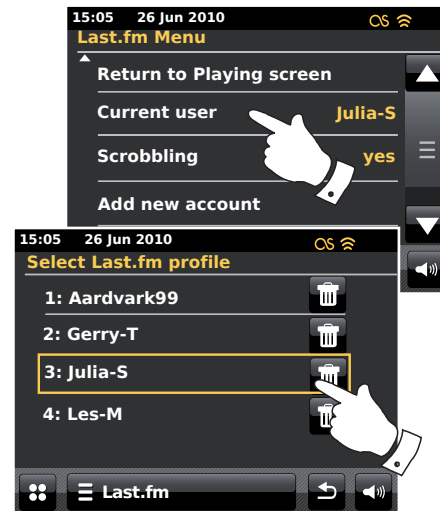 15:05 26 Jun 2010
Last.fm Menu
Return to Playing screen
Current user Julia-S
Scrobbling yes
Add new account
15:05 26 Jun 2010
Select Last.fm profile
1: Aardvark99
2: Gerry-T
3: Julia-S
4: Les-M
Last.fm